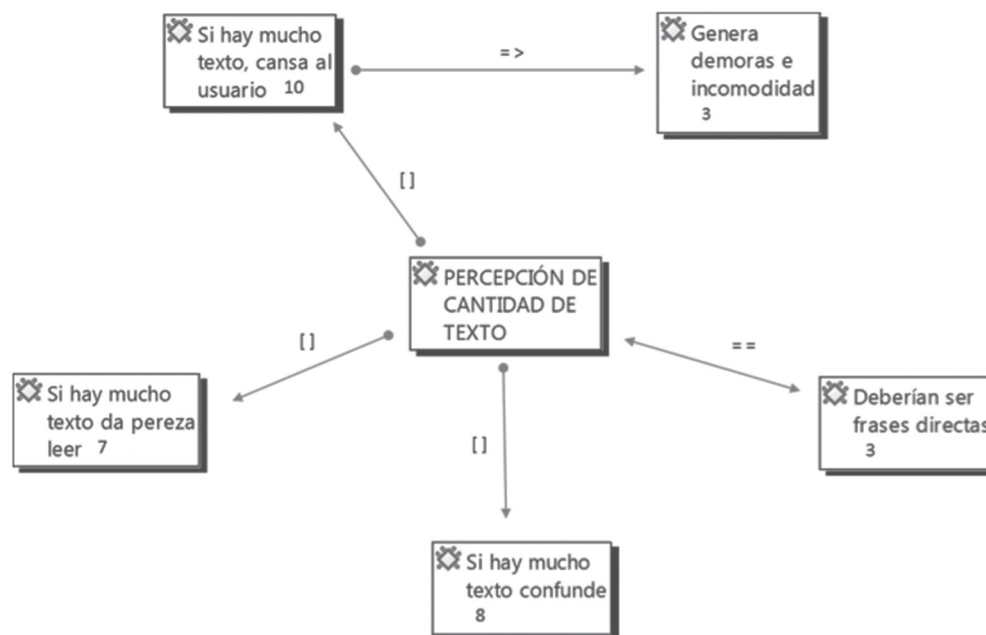 Si hay mucho
texto, cansa al
usuario 10
= >
Genera
demoras e
incomodidad
3
[ ]
PERCEPCIÓN DE
CANTIDAD DE
TEXTO
[ ]
= =
Si hay mucho
texto da pereza
leer 7
[ ]
Deberían ser
frases directas
3
Si hay mucho
texto confunde
8